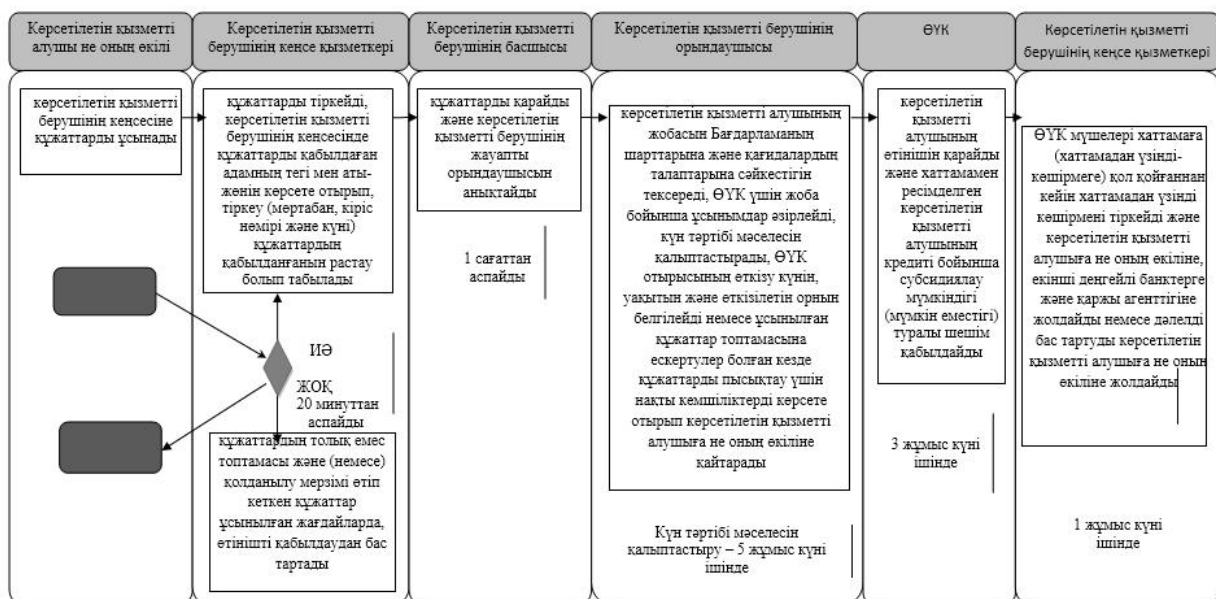 Көрсетілетін қызметті
алушы не оның өкілі
Көрсетілетін қызметті
берушінің кеңсе қызметкері
Көрсетілетін қызметті
берушінің басшысы
Көрсетілетін қызметті берушінің
орындаушысы
ӨҮК
Көрсетілетін қызметті
берушінің кеңсе қызметкері
көрсетілетін қызметті
берушінің кеңсесіне
құжаттарды ұсынады
құжаттарды тіркейді,
көрсетілетін қызметті
берушінің кеңсесінде
құжаттарды қабылдаған
адамның тегі мен аты-
жөнін көрсете отырып,
тіркеу (мөртабан, кіріс
нөмірі және күні)
құжаттардың
қабылданғанын растау
болып табылады
ИӘ
ЖОҚ
20 минуттан
аспайды
құжаттардың толық емес
топтамасы және (немесе)
қолданылу мерзімі өтіп
кеткен құжаттар
ұсынылған жағдайларда,
өтінішті қабылдаудан бас
тартады
құжаттарды қарайды
және көрсетілетін
қызметті берушінің
жауапты
орындаушысын
анықтайды
1 сағаттан
аспайды
көрсетілетін қызметті алушының
жобасын Бағдарламаның
шарттарына және қағидалардың
талаптарына сәйкестігін
тексереді, ӨҮК үшін жоба
бойынша ұсынымдар әзірлейді,
күн тәртібі мәселесін
қалыптастырады, ӨҮК
отырысының өткізу күнін,
уақытын және өткізілетін орнын
белгілейді немесе ұсынылған
құжаттар топтамасына
ескертулер болған кезде
құжаттарды пысықтау үшін
нақты кемшіліктерді көрсете
отырып көрсетілетін қызметті
алушыға не оның өкіліне
қайтарады
Күн тәртібі мәселесін
қалыптастыру – 5 жұмыс күні
ішінде
көрсетілетін
қызметті
алушының
өтінішін қарайды
және хаттамамен
ресімделген
көрсетілетін
қызметті
алушының
кредиті бойынша
субсидиялау
мүмкіндігі
(мүмкін еместігі)
туралы шешім
қабылдайды
3 жұмыс күні
ішінде
ӨҮК мүшелері хаттамаға
(хаттамадан үзінді-
көшірмеге) қол қойғаннан
кейін хаттамадан үзінді
көшірмені тіркейді және
көрсетілетін қызметті
алушыға не оның өкіліне,
екінші деңгейлі банктерге
және қаржы агенттігіне
жолдайды немесе дәлелді
бас тартуды көрсетілетін
қызметті алушыға не оның
өкіліне жолдайды
1 жұмыс күні
ішінде